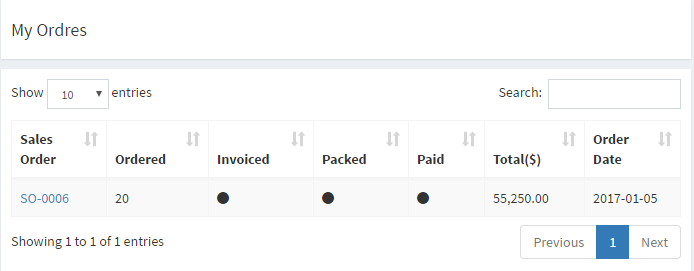 My Ordres
Show 10 entries Search:
Sales Order Ordered Invoiced Packed Paid Total($) Order Date
SO-0006 20 55,250.00 2017-01-05
Showing 1 to 1 of 1 entries Previous 1 Next